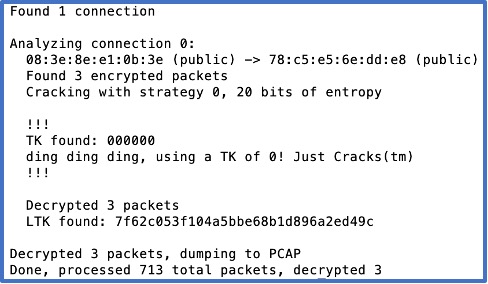 Found 1 connection
Analyzing connection 0:
08:3e:8e:e1:0b:3e (public) -> 78:c5:e5:6e:dd:e8 (public)
Found 3 encrypted packets
Cracking with strategy 0, 20 bits of entropy
!!!
TK found: 000000
ding ding ding, using a TK of 0! Just Cracks(tm)
!!!
Decrypted 3 packets
LTK found: 7f62c053f104a5bbe68b1d896a2ed49c
Decrypted 3 packets, dumping to PCAP
Done, processed 713 total packets, decrypted 3